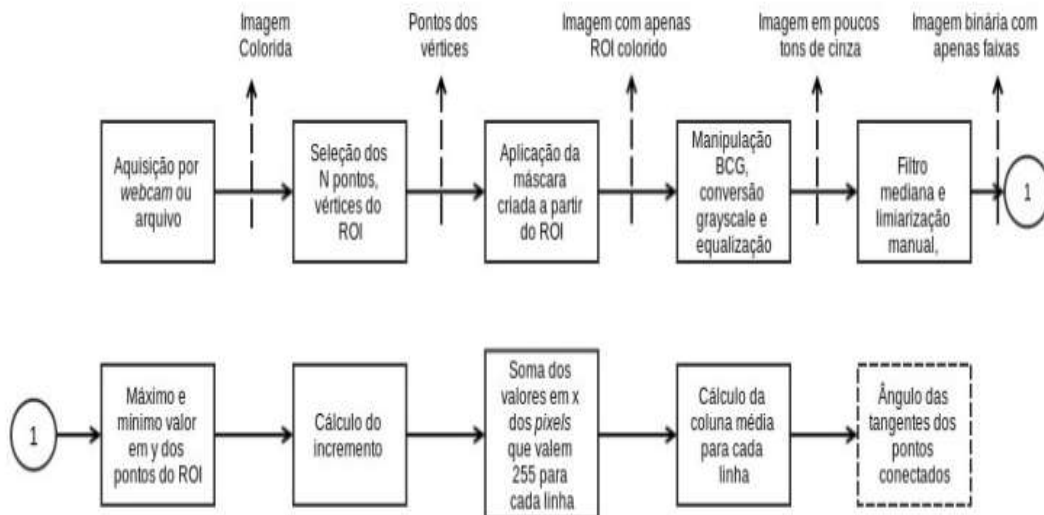 Imagem
Colorida
Pontos dos
vértices
Imagem com apenas
ROI colorido
Imagem em poucos
tons de cinza
Imagem binária com
apenas faixas
Aquisição por
webcam ou
arquivo
Seleção dos
N pontos,
vértices do
ROI
Aplicação da
máscara
criada a partir
do ROI
Manipulação
BCG,
conversão
grayscale e
equalização
Filtro
mediana e
limiarização
manual,
1
1
Máximo e
mínimo valor
em y dos
pontos do ROI
Cálculo do
incremento
Soma dos
valores em x
dos pixels
que valem
255 para
cada linha
Cálculo da
coluna média
para cada
linha
Ângulo das
tangentes dos
pontos
conectados